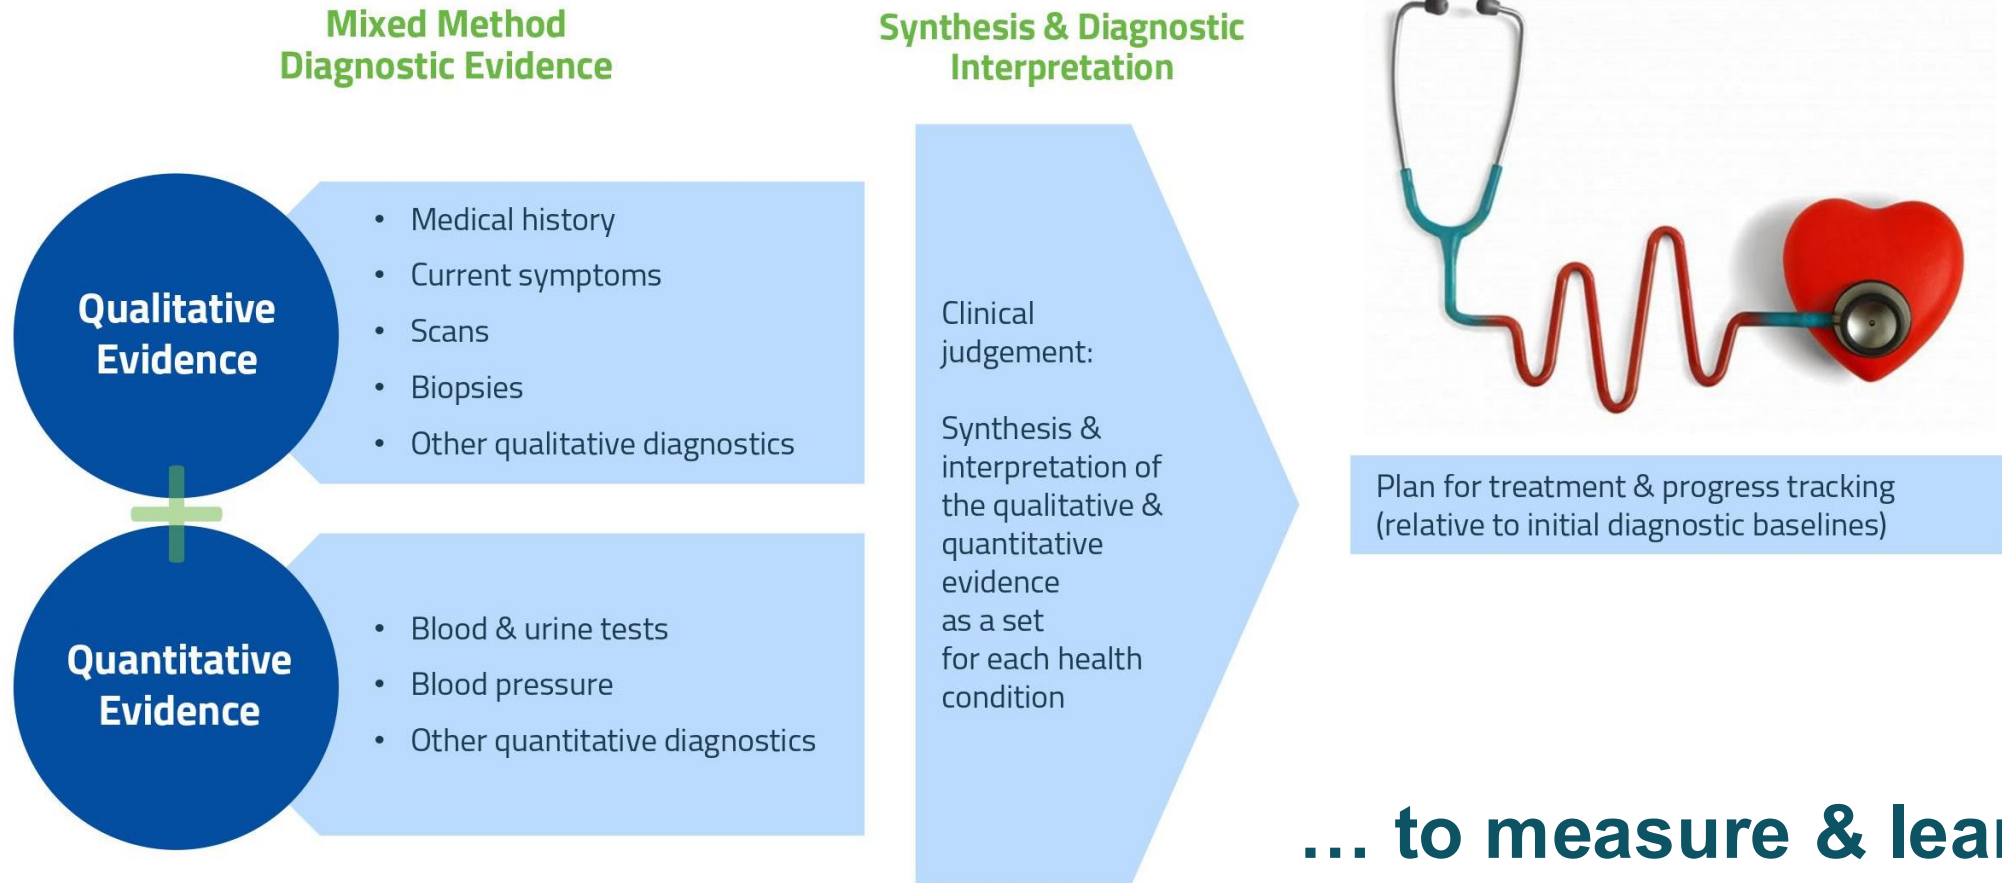 Mixed Method
Diagnostic Evidence
Synthesis & Diagnostic
Interpretation
Qualitative
Evidence
• Medical history
• Current symptoms
• Scans
• Biopsies
• Other qualitative diagnostics
Quantitative
Evidence
• Blood & urine tests
• Blood pressure
• Other quantitative diagnostics
Clinical
judgement:
Synthesis &
interpretation of
the qualitative &
quantitative
evidence
as a set
for each health
condition
Plan for treatment & progress tracking
(relative to initial diagnostic baselines)
... to measure &